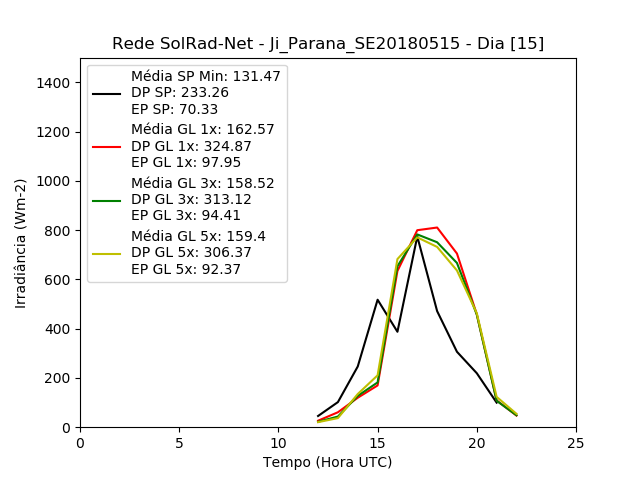 Rede SolRad-Net - Ji_Parana_SE20180515 - Dia [15]
Média SP Min: 131.47
DP SP: 233.26
EP SP: 70.33
Média GL 1x: 162.57
DP GL 1x: 324.87
EP GL 1x: 97.95
Média GL 3x: 158.52
DP GL 3x: 313.12
EP GL 3x: 94.41
Média GL 5x: 159.4
DP GL 5x: 306.37
EP GL 5x: 92.37
Irradiância (Wm-2)
1400
1200
1000
800
600
400
200
0
0 5 10 15 20 25
Tempo (Hora UTC)